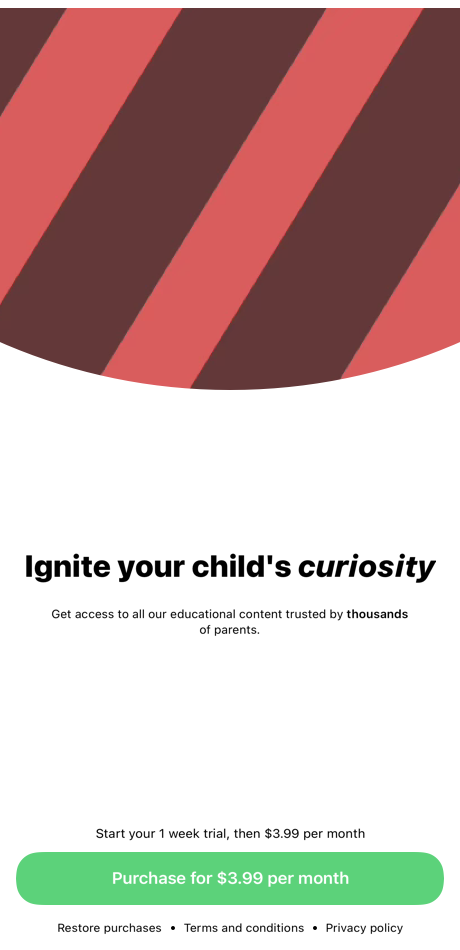 Ignite your child's curiosity
Get access to all our educational content trusted by thousands
of parents.
Start your 1 week trial, then $3.99 per month
Purchase for $3.99 per month
Restore purchases • Terms and conditions • Privacy policy